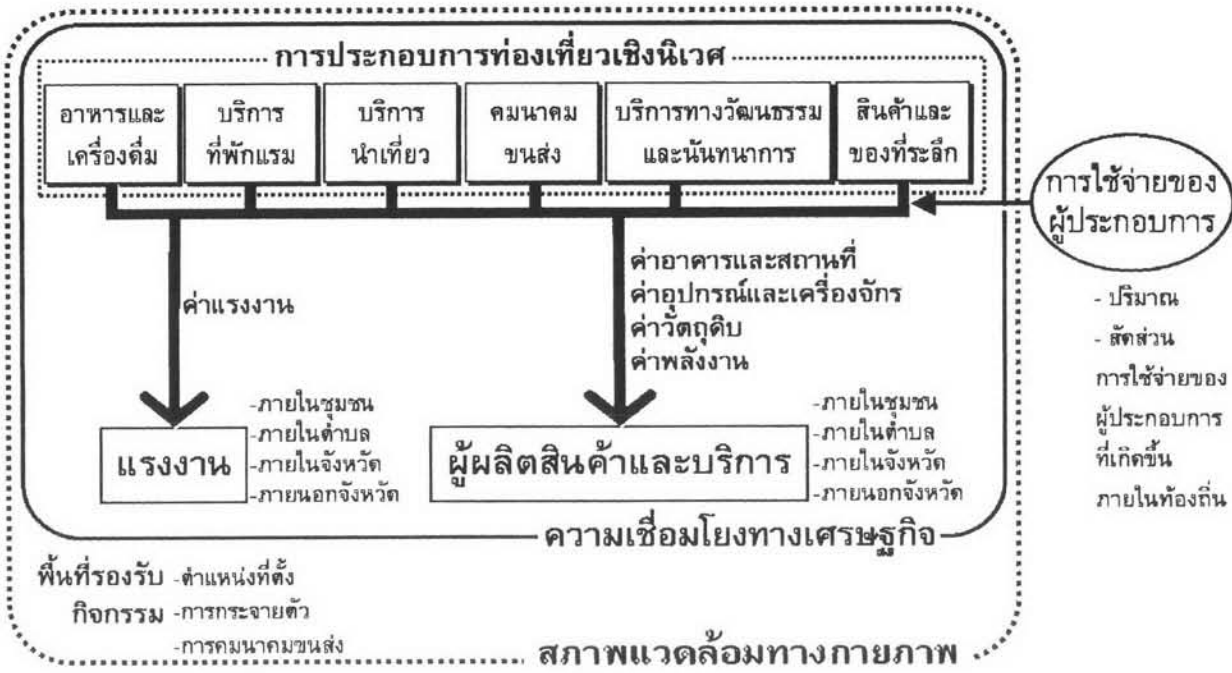 การประกอบการท่องเที่ยวเชิงนิเวศ
อาหารและ
เครื่องดื่ม
บริการ
ที่พักแรม
บริการ
นำเที่ยว
คมนาคม
ขนส่ง
บริการทางวัฒนธรรม
และนันทนาการ
สินค้าและ
ของที่ระลึก
การใช้จ่ายของ
ผู้ประกอบการ
- ปริมาณ
- สัดส่วน
การใช้จ่ายของ
ผู้ประกอบการ
ที่เกิดขึ้น
ภายในท้องถิ่น
ค่าแรงงาน
ค่าอาคารและสถานที่
ค่าอุปกรณ์และเครื่องจักร
ค่าวัตถุดิบ
ค่าพลังงาน
แรงงาน
-ภายในชุมชน
-ภายในตำบล
-ภายในจังหวัด
-ภายนอกจังหวัด
ผู้ผลิตสินค้าและบริการ
-ภายในชุมชน
-ภายในตำบล
-ภายในจังหวัด
-ภายนอกจังหวัด
ความเชื่อมโยงทางเศรษฐกิจ
พื้นที่รองรับ -ตำแหน่งที่ตั้ง
กิจกรรม -การกระจายตัว
-การคมนาคมขนส่ง
สภาพแวดล้อมทางกายภาพ